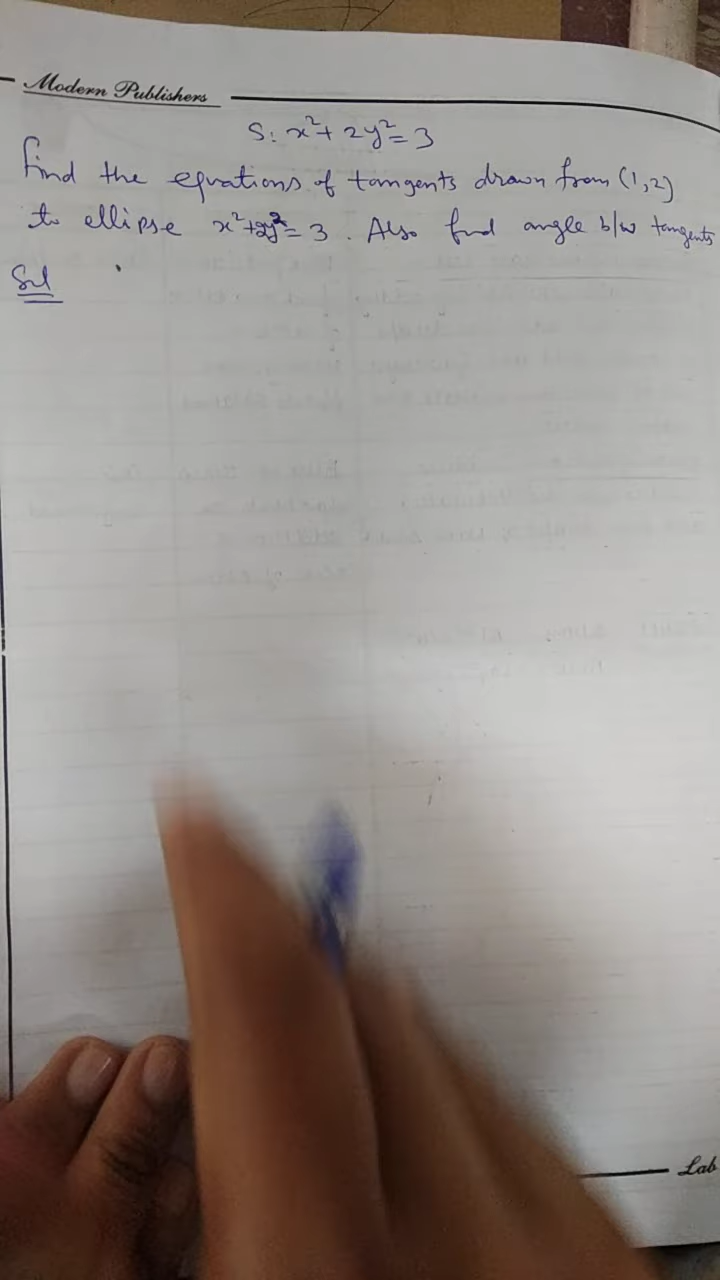 Modern Publishers
S: x²+ 2y²= 3
Find the equations of tangents drawn from (1,2)
to ellipse x²+2y²= 3. Also find angle b/w tangents
Sol
Lab